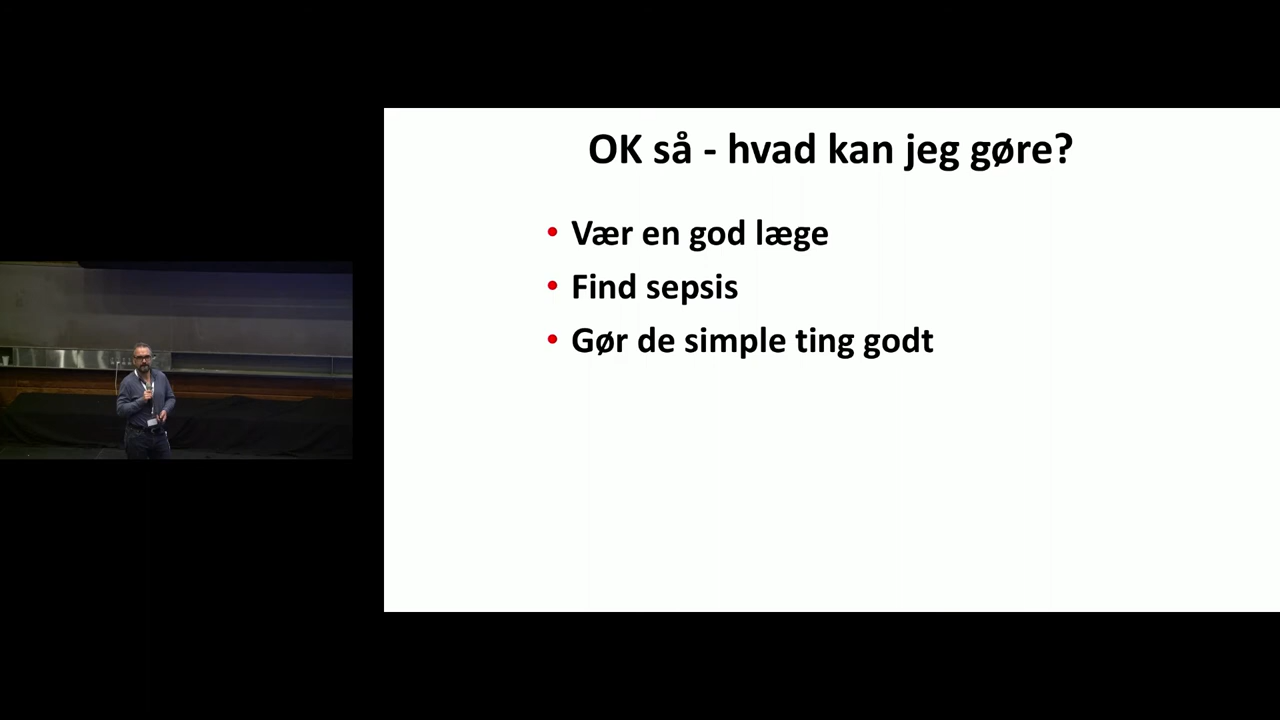 OK så - hvad kan jeg gøre?
• Vær en god læge
• Find sepsis
• Gør de simple ting godt